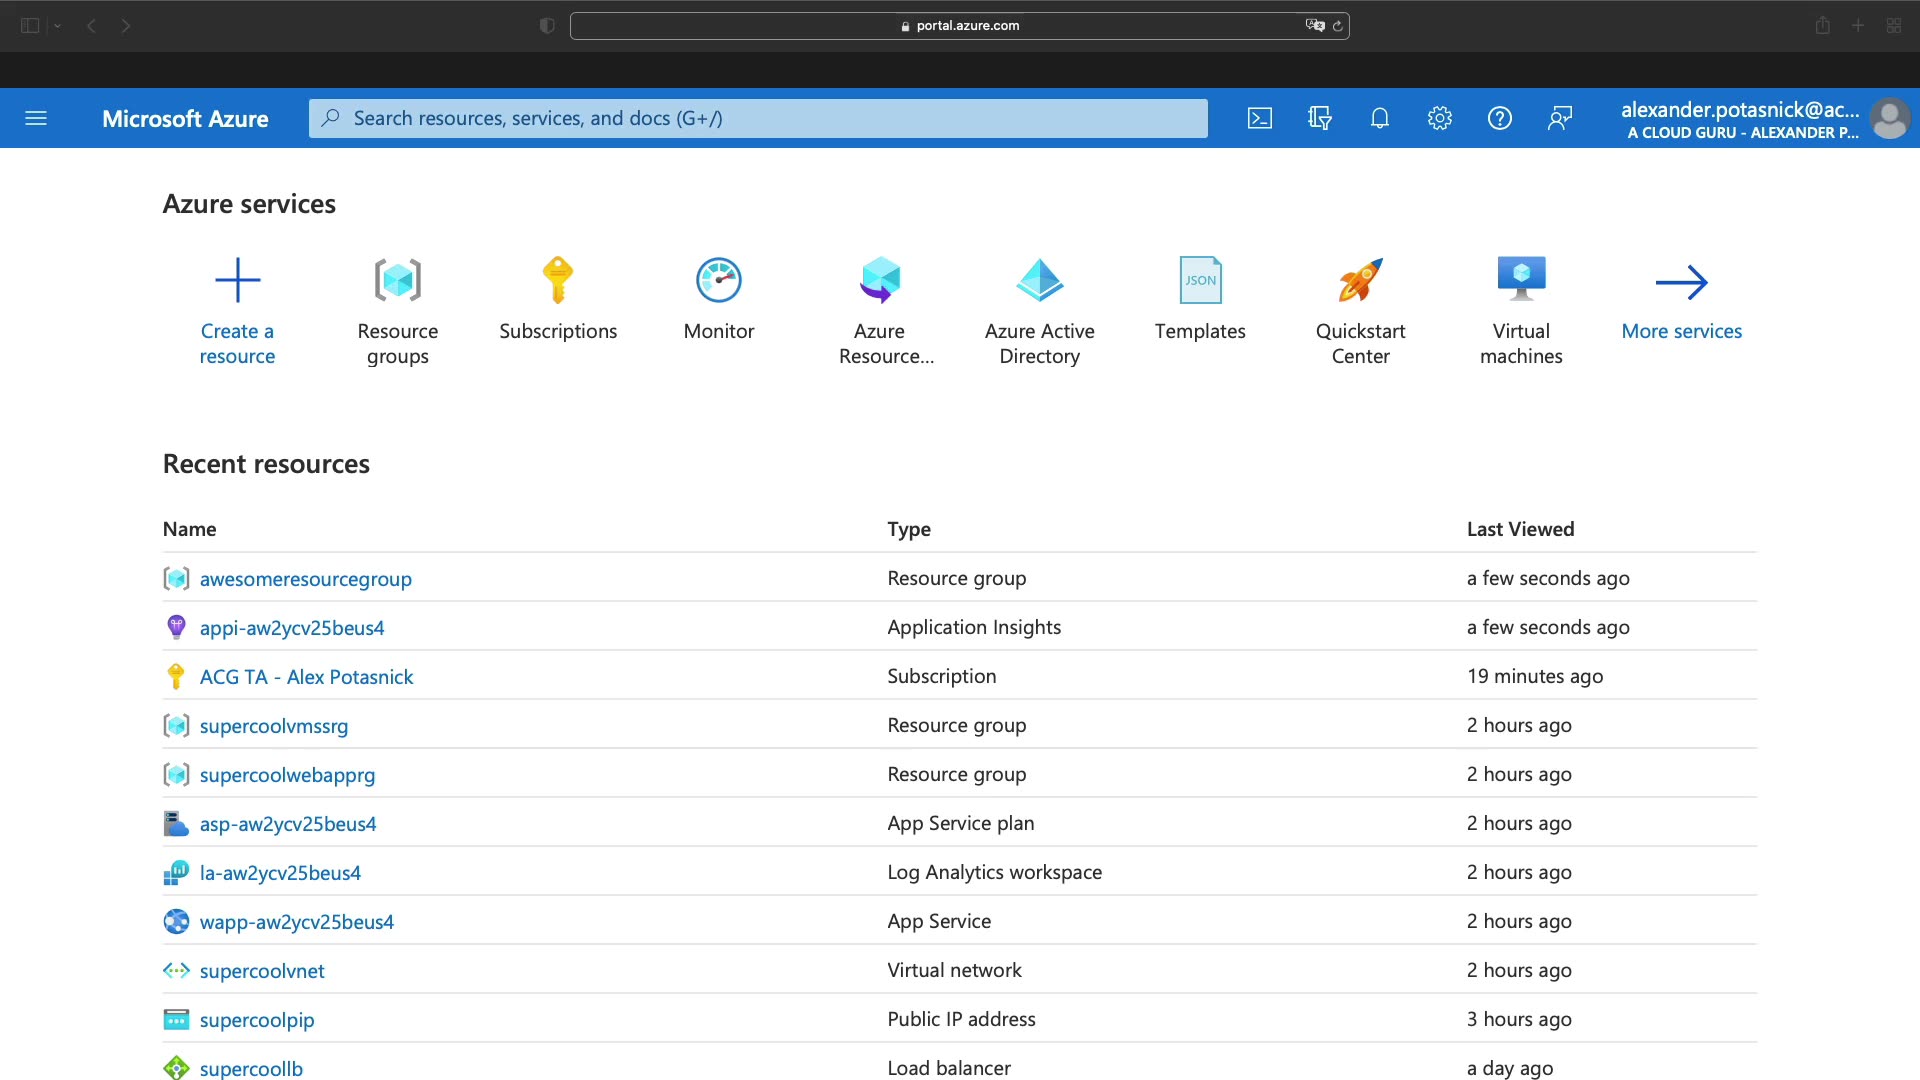 portal.azure.com
Microsoft Azure
Search resources, services, and docs (G+/)
alexander.potasnick@ac...
A CLOUD GURU - ALEXANDER P...
Azure services
Create a resource
Resource groups
Subscriptions
Monitor
Azure Resource...
Azure Active Directory
JSON
Templates
Quickstart Center
Virtual machines
More services
Recent resources
Name Type Last Viewed
awesomeresourcegroup Resource group a few seconds ago
appi-aw2ycv25beus4 Application Insights a few seconds ago
ACG TA - Alex Potasnick Subscription 19 minutes ago
supercoolvmssrg Resource group 2 hours ago
supercoolwebapprg Resource group 2 hours ago
asp-aw2ycv25beus4 App Service plan 2 hours ago
la-aw2ycv25beus4 Log Analytics workspace 2 hours ago
wapp-aw2ycv25beus4 App Service 2 hours ago
supercoolvnet Virtual network 2 hours ago
supercoolpip Public IP address 3 hours ago
supercoollb Load balancer a day ago